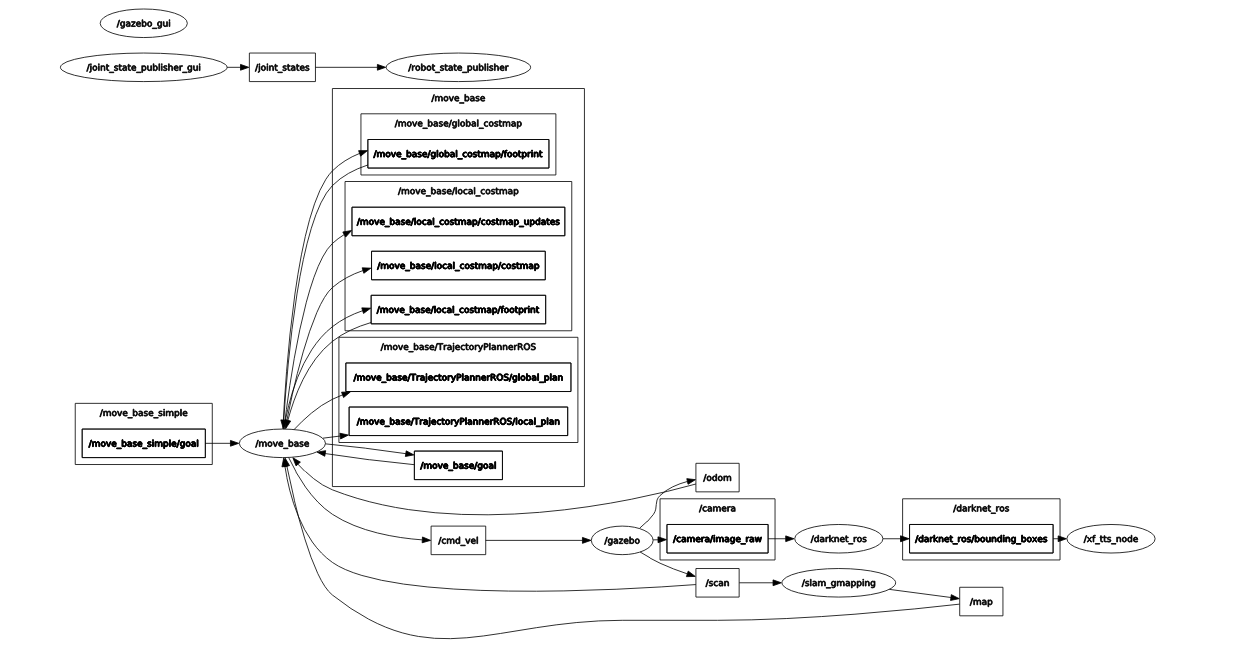 /gazebo_gui
/joint_state_publisher_gui
/joint_states
/robot_state_publisher
/move_base
/move_base/global_costmap
/move_base/global_costmap/footprint
/move_base/local_costmap
/move_base/local_costmap/costmap_updates
/move_base/local_costmap/costmap
/move_base/local_costmap/footprint
/move_base/TrajectoryPlannerROS
/move_base/TrajectoryPlannerROS/global_plan
/move_base/TrajectoryPlannerROS/local_plan
/move_base_simple
/move_base_simple/goal
/move_base
/move_base/goal
/odom
/camera
/darknet_ros
/cmd_vel
/gazebo
/camera/image_raw
/darknet_ros
/darknet_ros/bounding_boxes
/xf_tts_node
/scan
/slam_gmapping
/map